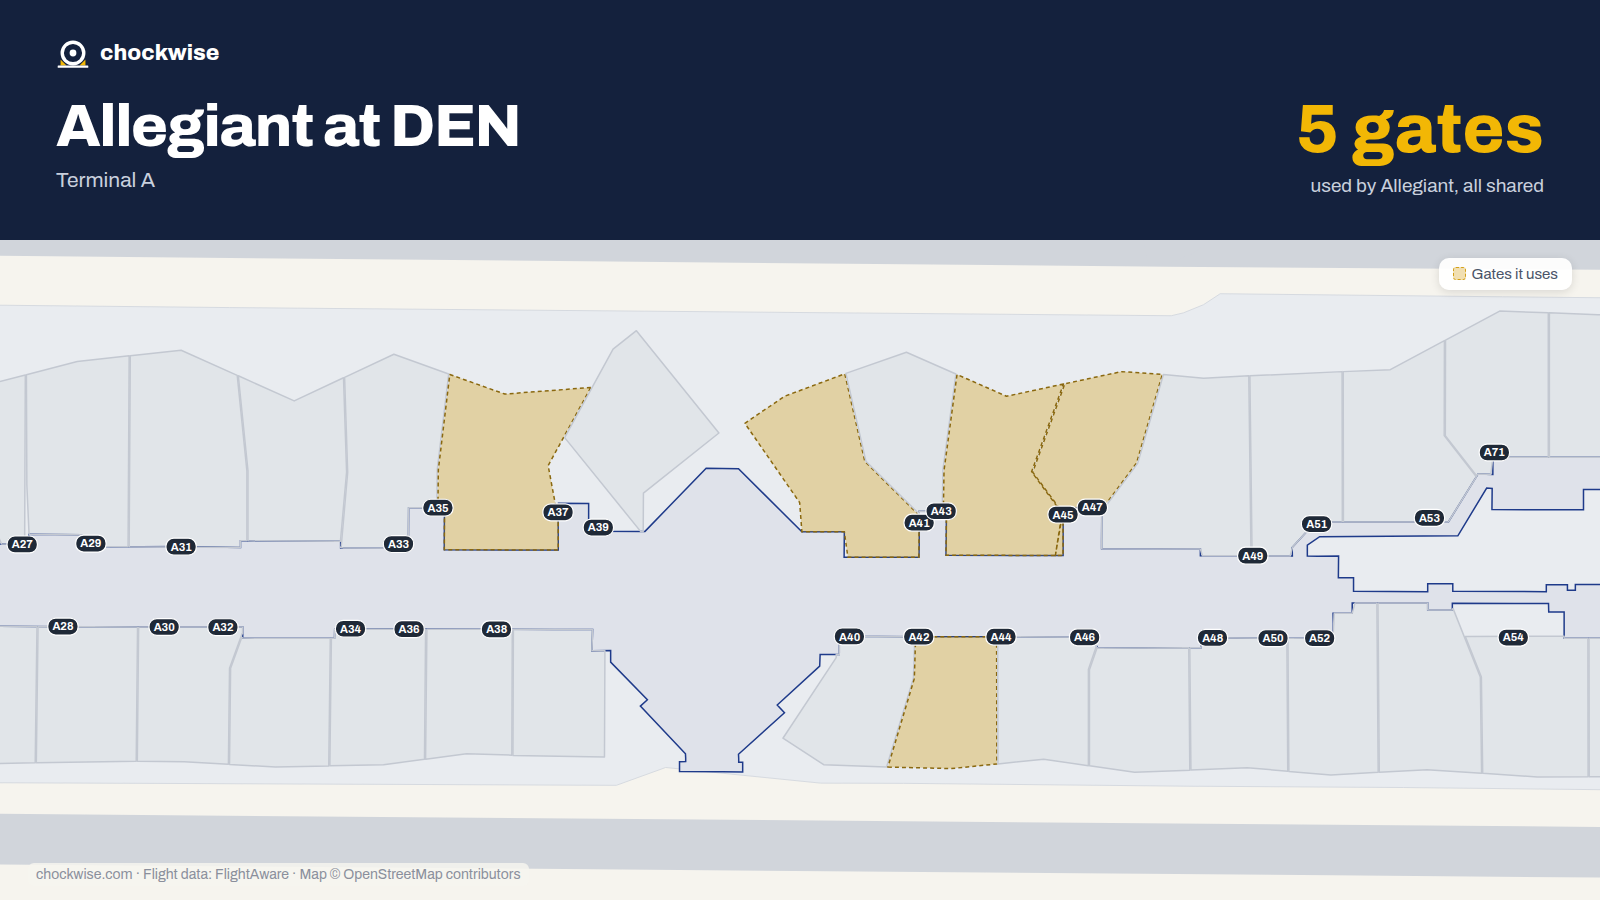 chockwise
Allegiant at DEN
Terminal A
5 gates
used by Allegiant, all shared
Gates it uses
A71
A35
A37
A39
A41
A43
A45
A47
A51
A53
A27
A29
A31
A33
A49
A28
A30
A32
A34
A36
A38
A40
A42
A44
A46
A48
A50
A52
A54
chockwise.com · Flight data: FlightAware · Map © OpenStreetMap contributors